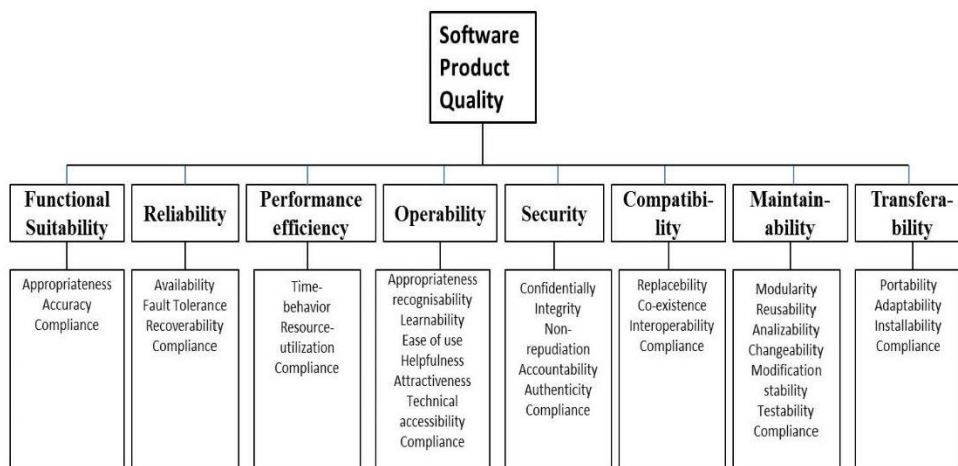 Software
Product
Quality
Functional
Suitability
Reliability
Performance
efficiency
Operability
Security
Compatibi-
lity
Maintain-
ability
Transfera-
bility
Appropriateness
Accuracy
Compliance
Availability
Fault Tolerance
Recoverability
Compliance
Time-
behavior
Resource-
utilization
Compliance
Appropriateness
recognisability
Learnability
Ease of use
Helpfulness
Attractiveness
Technical
accessibility
Compliance
Confidentially
Integrity
Non-
repudiation
Accountability
Authenticity
Compliance
Replacebility
Co-existence
Interoperability
Compliance
Modularity
Reusability
Analizability
Changeability
Modification
stability
Testability
Compliance
Portability
Adaptability
Installability
Compliance